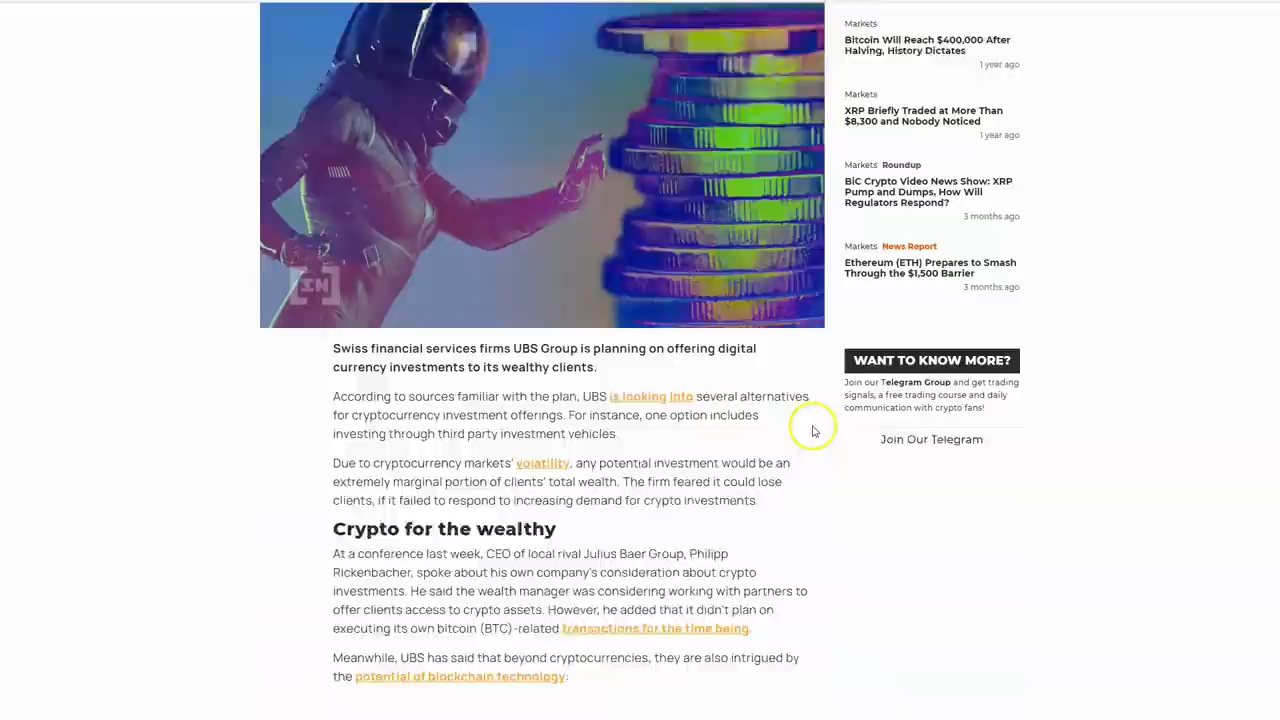 Markets
Bitcoin Will Reach $400,000 After
Halving, History Dictates
1 year ago
Markets
XRP Briefly Traded at More Than
$8,300 and Nobody Noticed
1 year ago
Markets Roundup
BiC Crypto Video News Show: XRP
Pump and Dumps, How Will
Regulators Respond?
3 months ago
Markets News Report
Ethereum (ETH) Prepares to Smash
Through the $1,500 Barrier
3 months ago
IN
Swiss financial services firms UBS Group is planning on offering digital
currency investments to its wealthy clients.
According to sources familiar with the plan, UBS is looking into several alternatives
for cryptocurrency investment offerings. For instance, one option includes
investing through third party investment vehicles.
Due to cryptocurrency markets' volatility, any potential investment would be an
extremely marginal portion of clients' total wealth. The firm feared it could lose
clients, if it failed to respond to increasing demand for crypto investments.
Crypto for the wealthy
At a conference last week, CEO of local rival Julius Baer Group, Philipp
Rickenbacher, spoke about his own company's consideration about crypto
investments. He said the wealth manager was considering working with partners to
offer clients access to crypto assets. However, he added that it didn't plan on
executing its own bitcoin (BTC)-related transactions for the time being.
Meanwhile, UBS has said that beyond cryptocurrencies, they are also intrigued by
the potential of blockchain technology:
WANT TO KNOW MORE?
Join our Telegram Group and get trading
signals, a free trading course and daily
communication with crypto fans!
Join Our Telegram